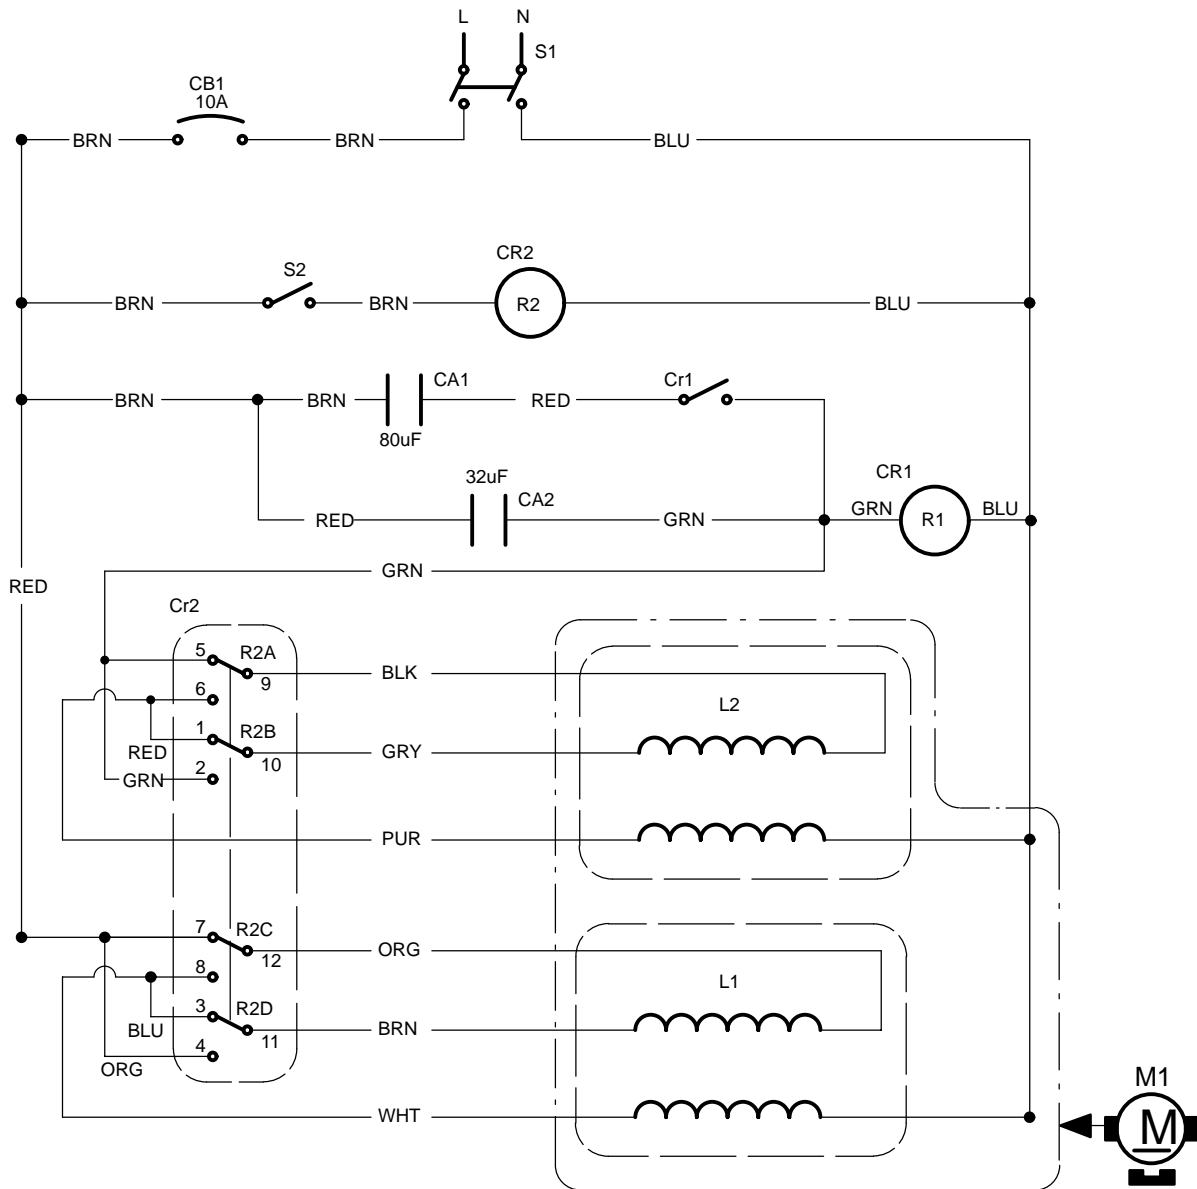 L N
S1
CB1
10A
BRN BRN BLU
CR2
S2
BRN BRN R2 BLU
CA1 Cr1
BRN BRN RED
80uF
32uF CR1
CA2 GRN BLU
RED GRN R1
GRN
RED
Cr2
5 R2A BLK
9
6 L2
1 R2B
RED GRY
10
2
GRN
PUR
7 R2C
ORG
12
8 L1
3 R2D
BLU BRN
11
4
ORG
M1
WHT
M